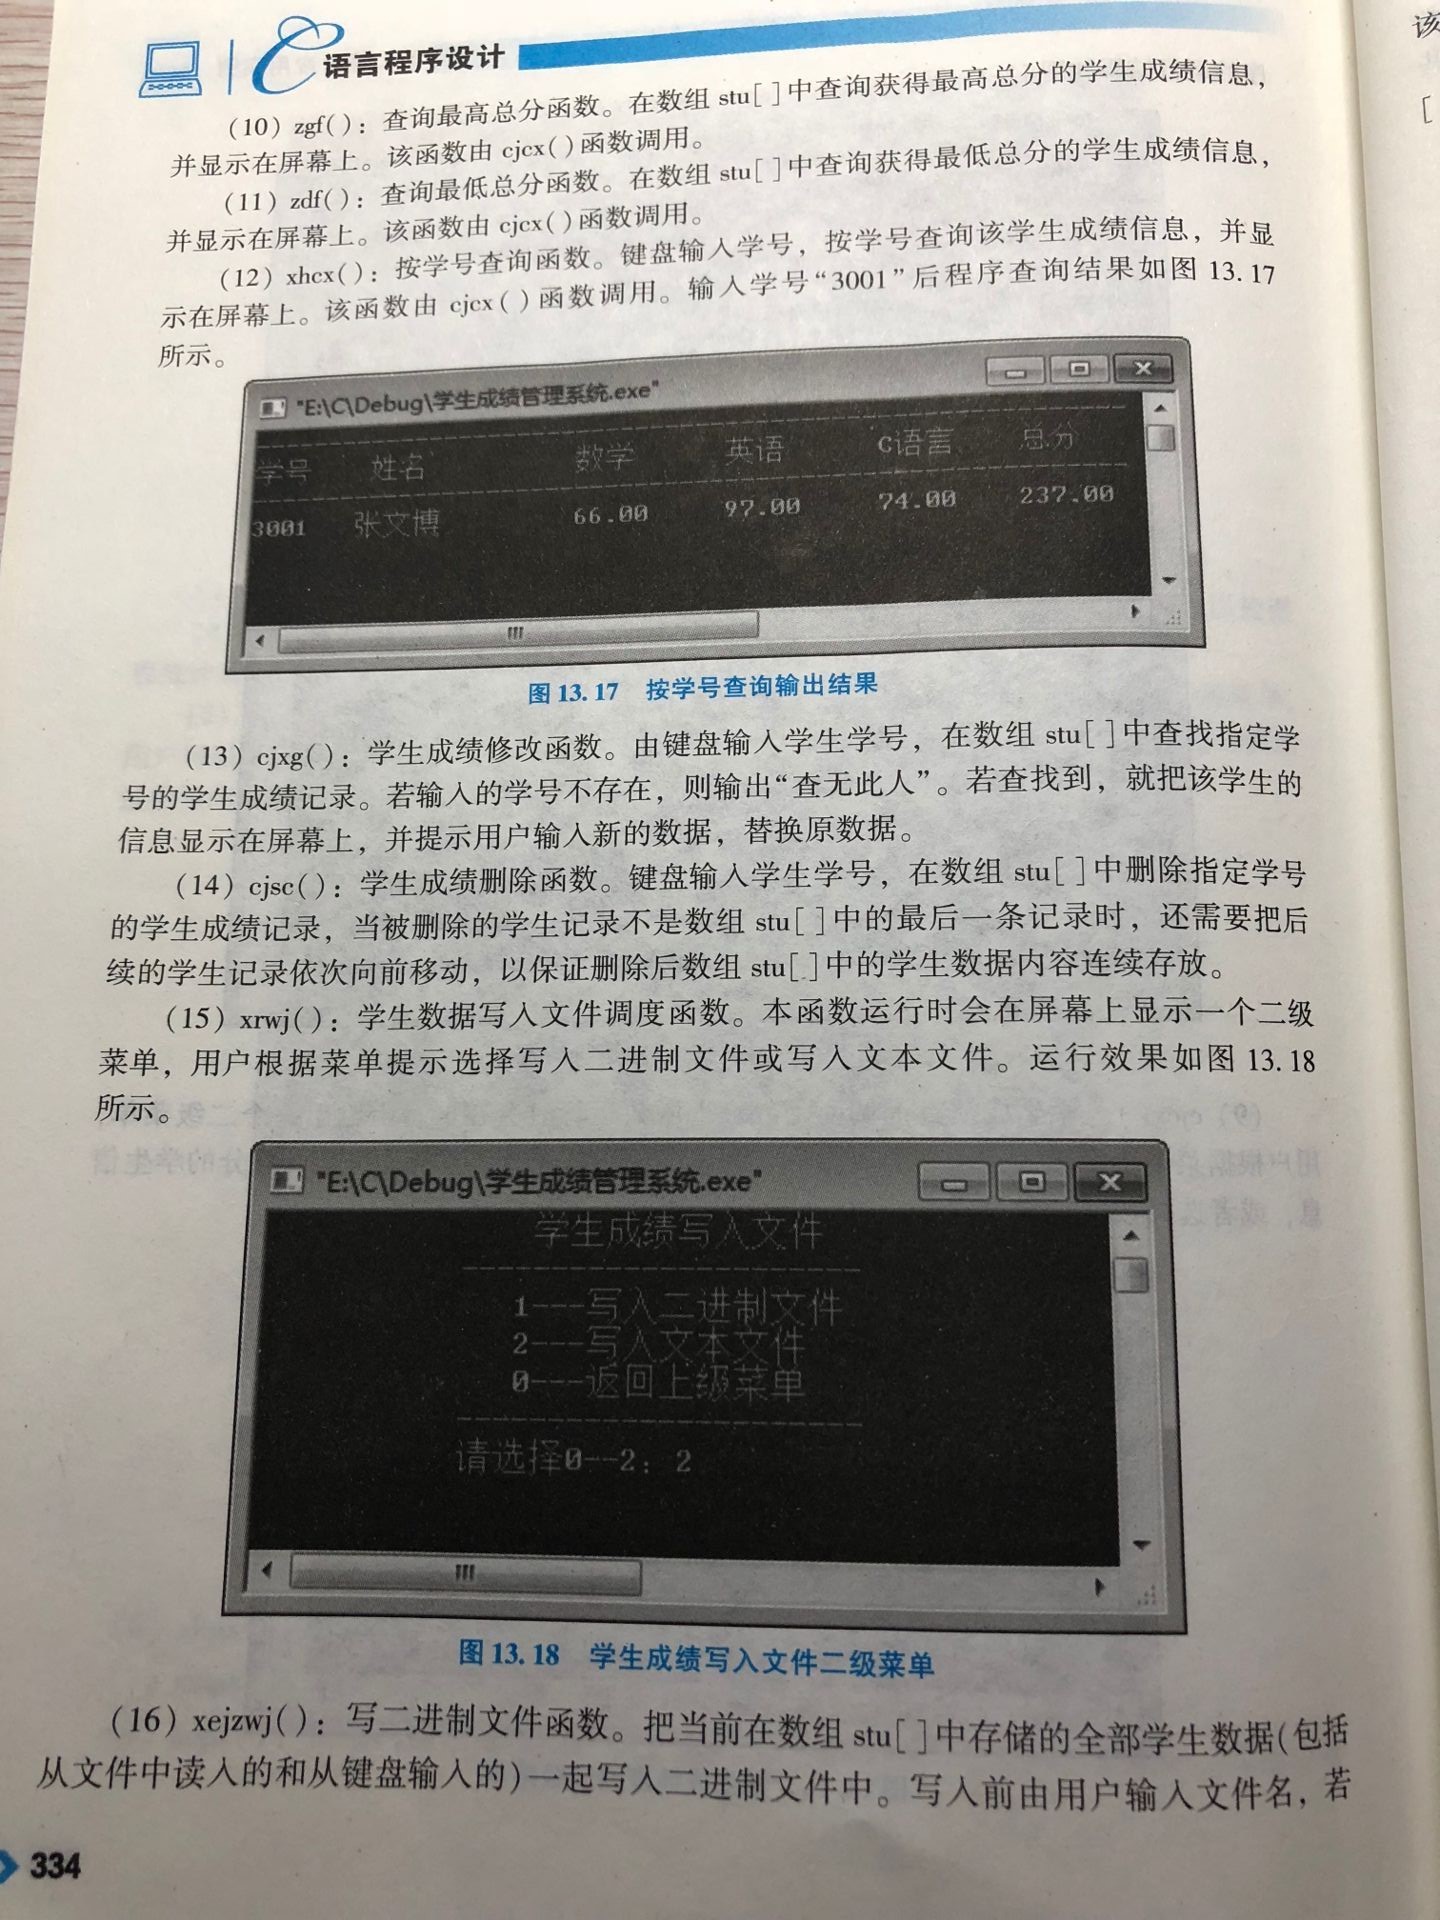 C语言程序设计
(10) zgf()：查询最高总分函数。在数组 stu[ ]中查询获得最高总分的学生成绩信息，
并显示在屏幕上。该函数由 cjcx()函数调用。
(11) zdf()：查询最低总分函数。在数组 stu[ ]中查询获得最低总分的学生成绩信息，
并显示在屏幕上。该函数由 cjcx()函数调用。
(12) xhcx()：按学号查询函数。键盘输入学号，按学号查询该学生成绩信息，并显
示在屏幕上。该函数由 cjcx( )函数调用。输入学号“3001”后程序查询结果如图 13.17
所示。
"E:\C\Debug\学生成绩管理系统.exe"
学号 姓名 数学 英语 C语言 总分
3001 张文博 66.00 97.00 74.00 237.00
图 13.17 按学号查询输出结果
(13) cjxg()：学生成绩修改函数。由键盘输入学生学号，在数组 stu[ ]中查找指定学
号的学生成绩记录。若输入的学号不存在，则输出“查无此人”。若查找到，就把该学生的
信息显示在屏幕上，并提示用户输入新的数据，替换原数据。
(14) cjsc()：学生成绩删除函数。键盘输入学生学号，在数组 stu[ ]中删除指定学号
的学生成绩记录，当被删除的学生记录不是数组 stu[ ]中的最后一条记录时，还需要把后
续的学生记录依次向前移动，以保证删除后数组 stu[ ]中的学生数据内容连续存放。
(15) xrwj()：学生数据写入文件调度函数。本函数运行时会在屏幕上显示一个二级
菜单，用户根据菜单提示选择写入二进制文件或写入文本文件。运行效果如图 13.18
所示。
"E:\C\Debug\学生成绩管理系统.exe"
学生成绩写入文件
1---写入二进制文件
2---写入文本文件
0---返回上级菜单
请选择0--2：2
图 13.18 学生成绩写入文件二级菜单
(16) xejzwj()：写二进制文件函数。把当前在数组 stu[ ]中存储的全部学生数据(包括
从文件中读入的和从键盘输入的)一起写入二进制文件中。写入前由用户输入文件名，若
334
该
[